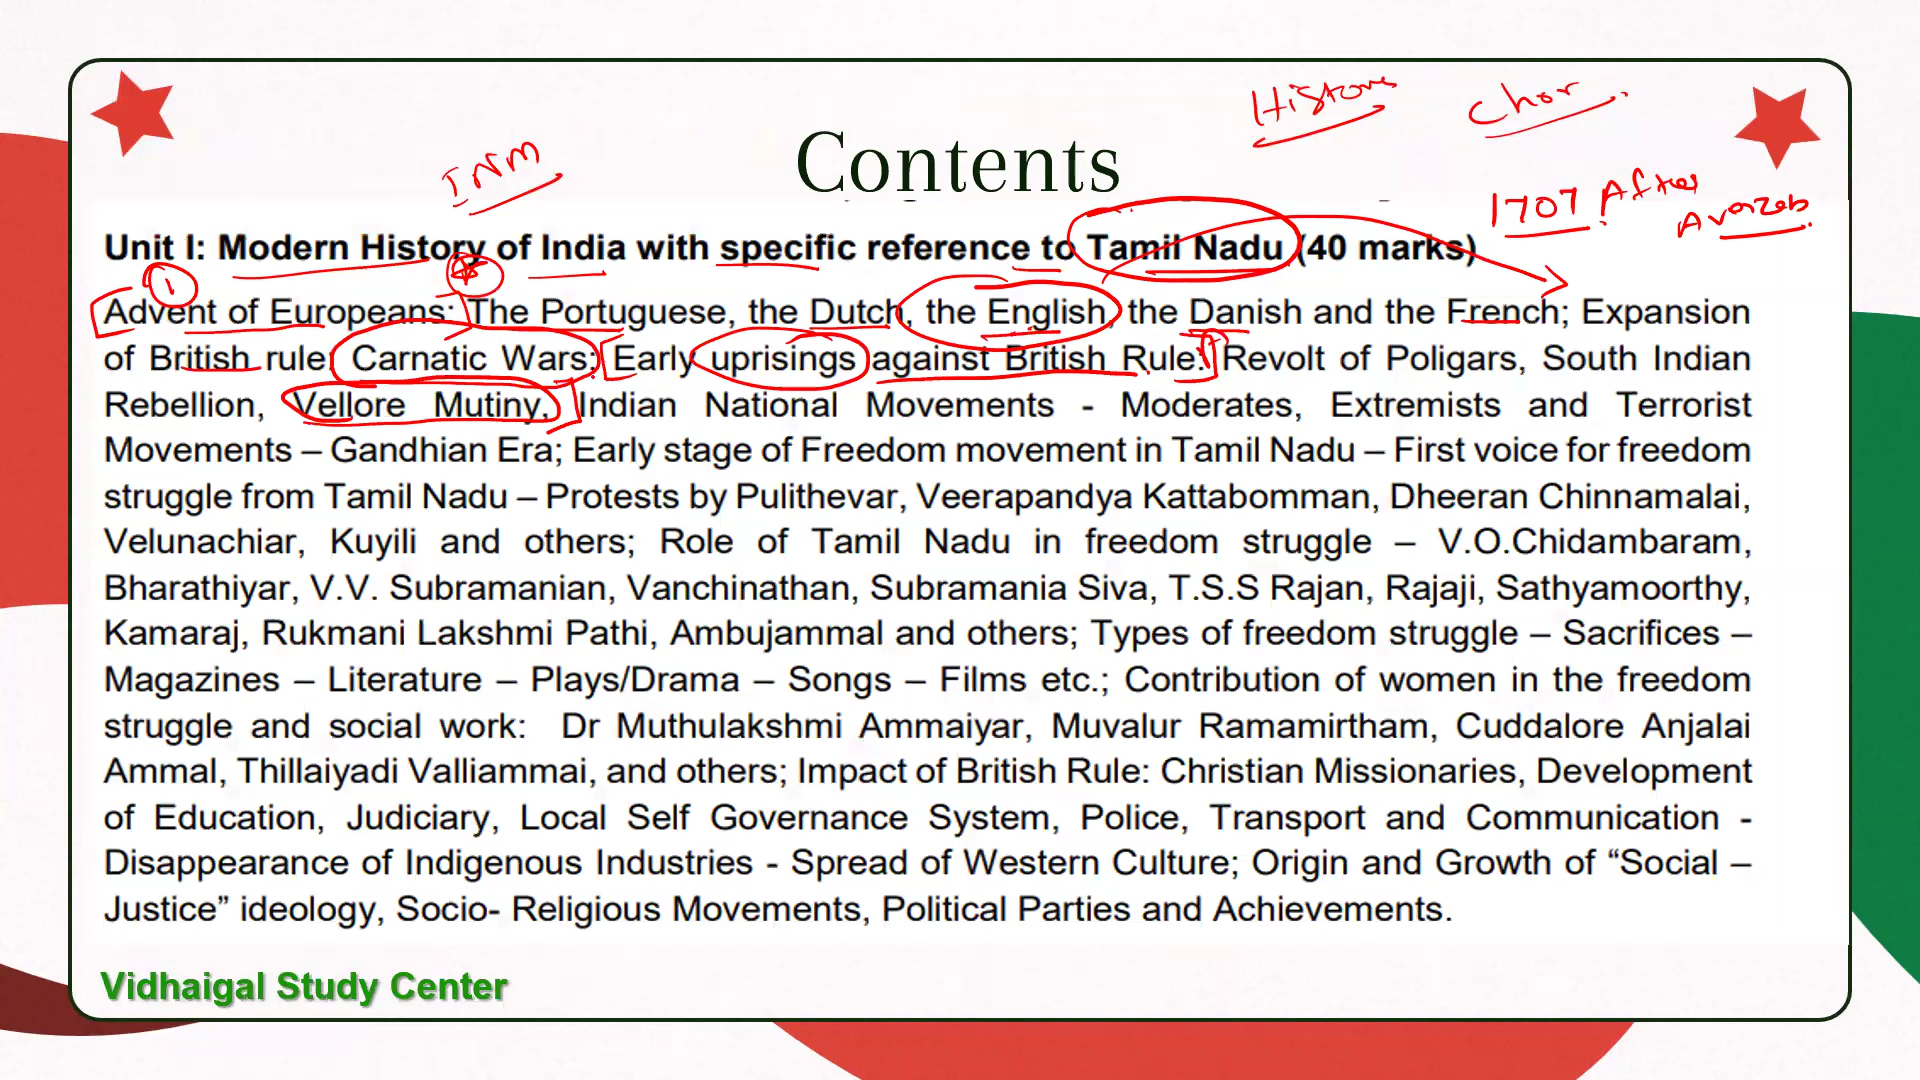 Contents
INM
Chor
1707 After
Unit I: Modern History of India with specific reference to Tamil Nadu (40 marks)
1
Advent of Europeans: The Portuguese, the Dutch, the English, the Danish and the French; Expansion
of British rule: Carnatic Wars; Early uprisings against British Rule: Revolt of Poligars, South Indian
Rebellion, Vellore Mutiny, Indian National Movements - Moderates, Extremists and Terrorist
Movements – Gandhian Era; Early stage of Freedom movement in Tamil Nadu – First voice for freedom
struggle from Tamil Nadu – Protests by Pulithevar, Veerapandya Kattabomman, Dheeran Chinnamalai,
Velunachiar, Kuyili and others; Role of Tamil Nadu in freedom struggle – V.O.Chidambaram,
Bharathiyar, V.V. Subramanian, Vanchinathan, Subramania Siva, T.S.S Rajan, Rajaji, Sathyamoorthy,
Kamaraj, Rukmani Lakshmi Pathi, Ambujammal and others; Types of freedom struggle – Sacrifices –
Magazines – Literature – Plays/Drama – Songs – Films etc.; Contribution of women in the freedom
struggle and social work: Dr Muthulakshmi Ammaiyar, Muvalur Ramamirtham, Cuddalore Anjalai
Ammal, Thillaiyadi Valliammai, and others; Impact of British Rule: Christian Missionaries, Development
of Education, Judiciary, Local Self Governance System, Police, Transport and Communication -
Disappearance of Indigenous Industries - Spread of Western Culture; Origin and Growth of “Social –
Justice” ideology, Socio- Religious Movements, Political Parties and Achievements.
Vidhaigal Study Center